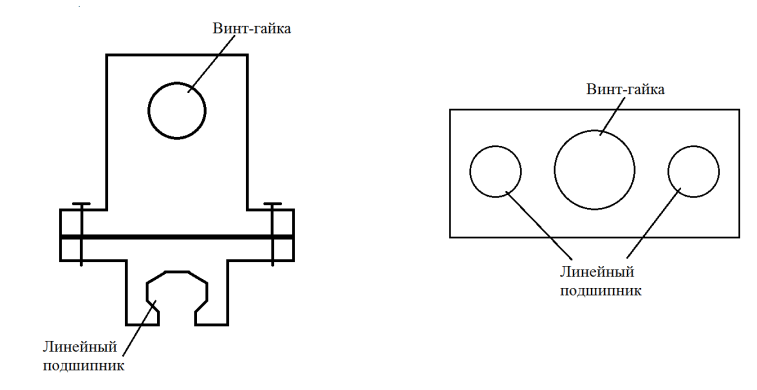 Винт-гайка
Линейный
подшипник
Винт-гайка
Линейный
подшипник